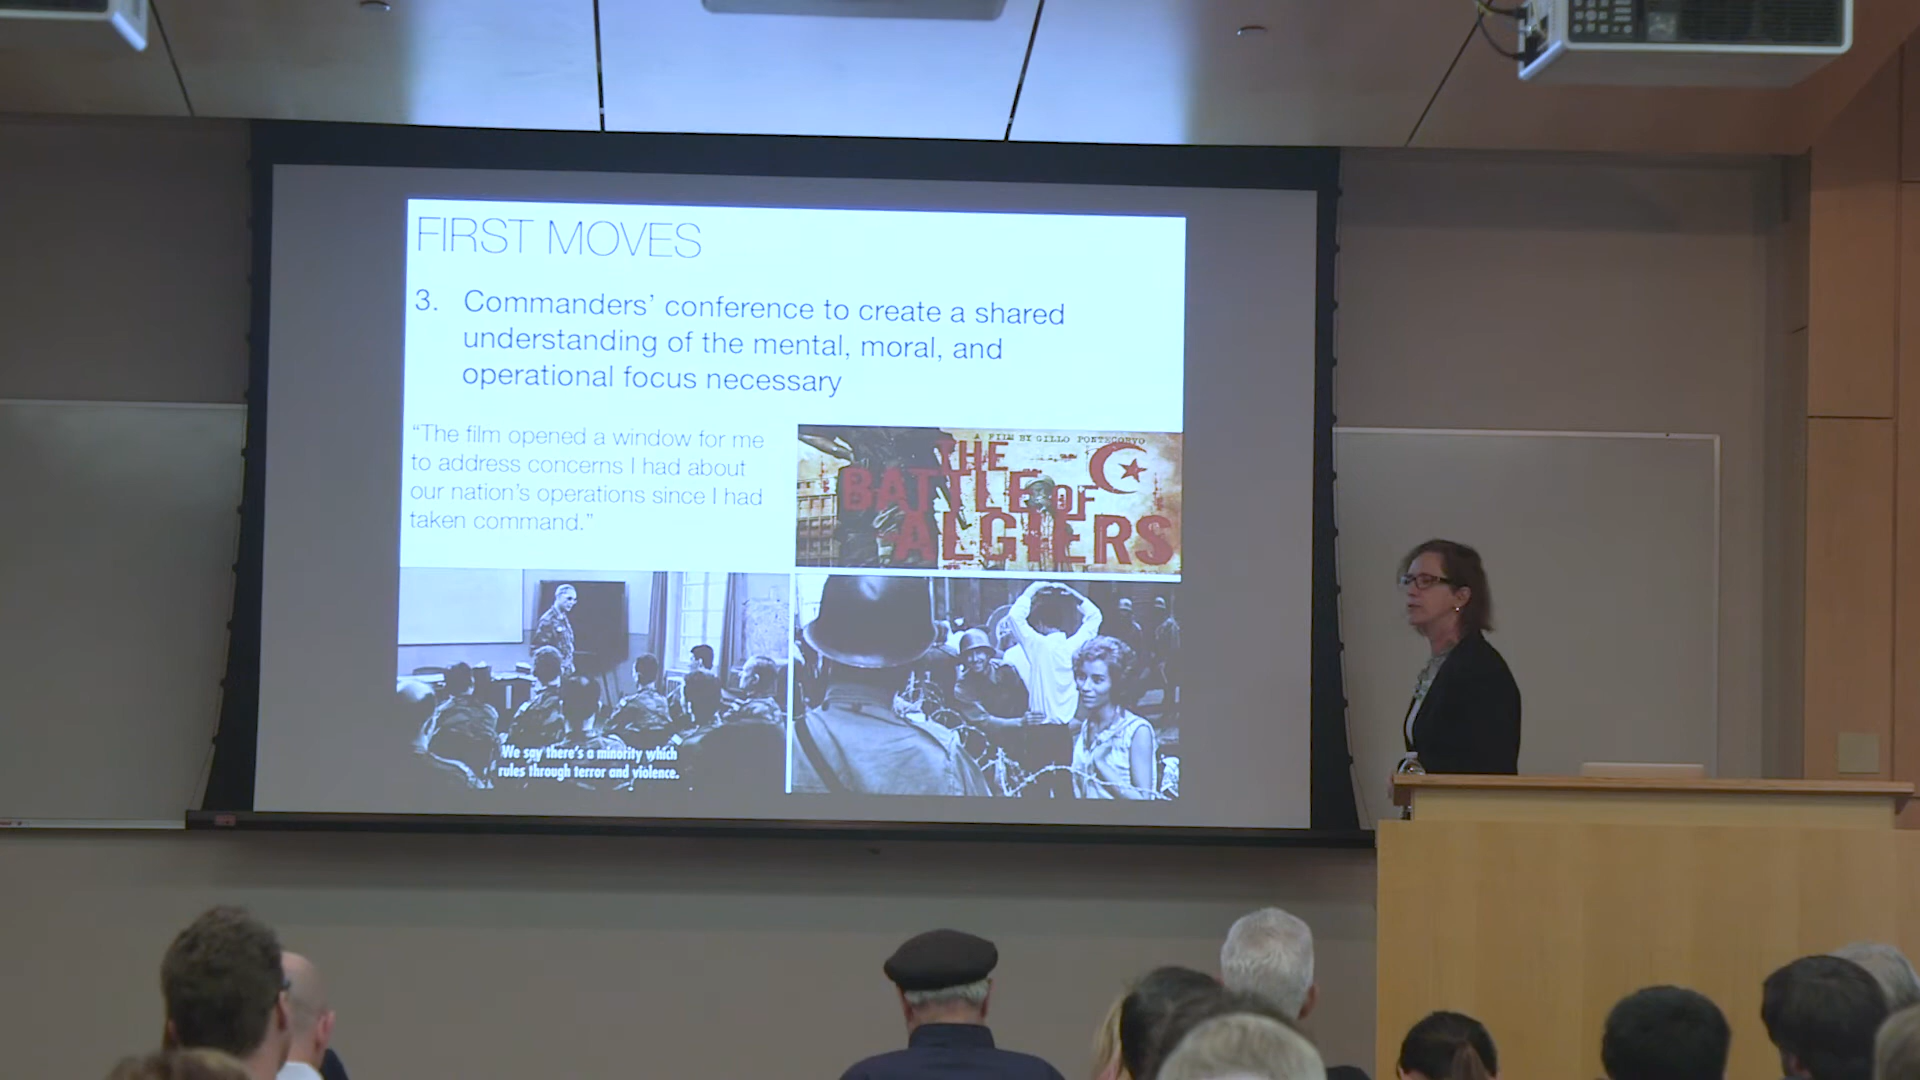 FIRST MOVES
3. Commanders’ conference to create a shared
understanding of the mental, moral, and
operational focus necessary
“The film opened a window for me
to address concerns I had about
our nation’s operations since I had
taken command.”
A FILM BY GILLO PONTECORVO
THE
BATTLE OF
ALGIERS
We say there's a minority which
rules through terror and violence.